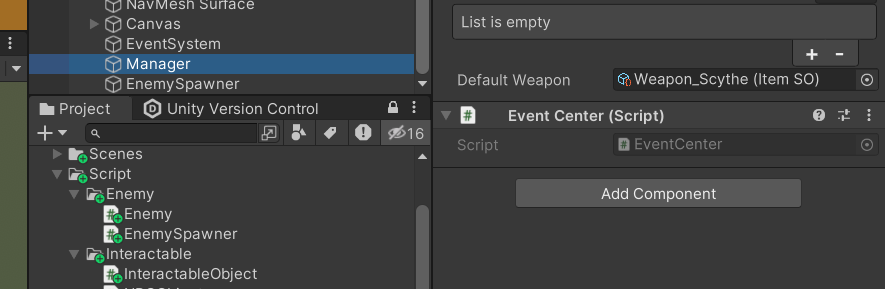 NavMesh Surface
Canvas
EventSystem
Manager
EnemySpawner
Project
Unity Version Control
16
Scenes
Script
Enemy
Enemy
EnemySpawner
Interactable
InteractableObject
List is empty
Default Weapon
Weapon_Scythe (Item SO)
Event Center (Script)
Script
EventCenter
Add Component